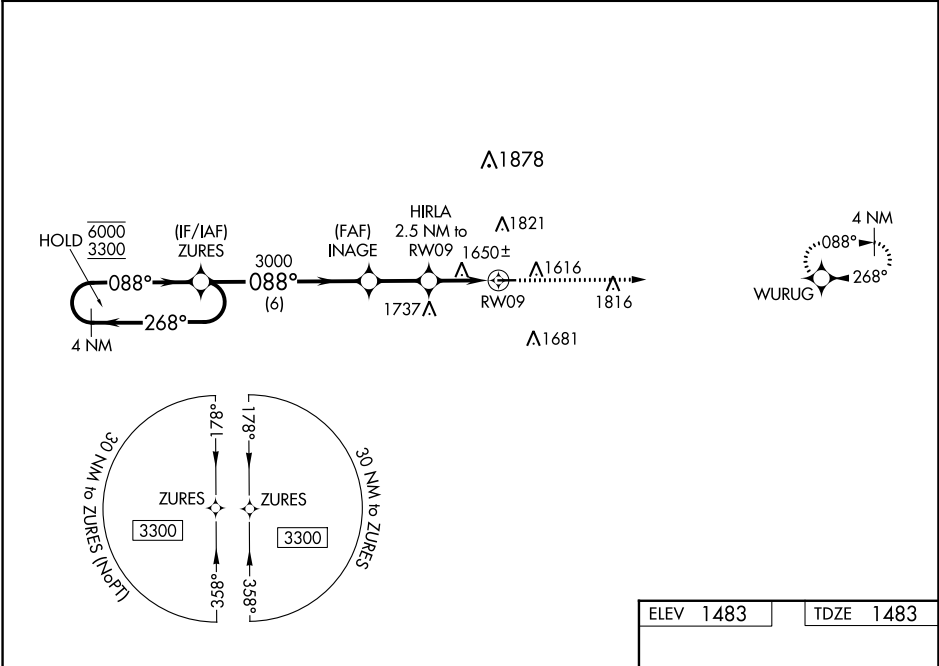 1878
HOLD
6000
3300
(IF/IAF)
ZURES
(FAF)
INAGE
HIRLA
2.5 NM to
RW09
1650±
1821
4 NM
088°
3000
088°
(6)
1616
RW09
1816
088°
268°
WURUG
268°
4 NM
1737
1681
30 NM to ZURES (NoPT)
178°
ZURES
3300
358°
178°
ZURES
3300
358°
30 NM to ZURES
ELEV 1483
TDZE 1483